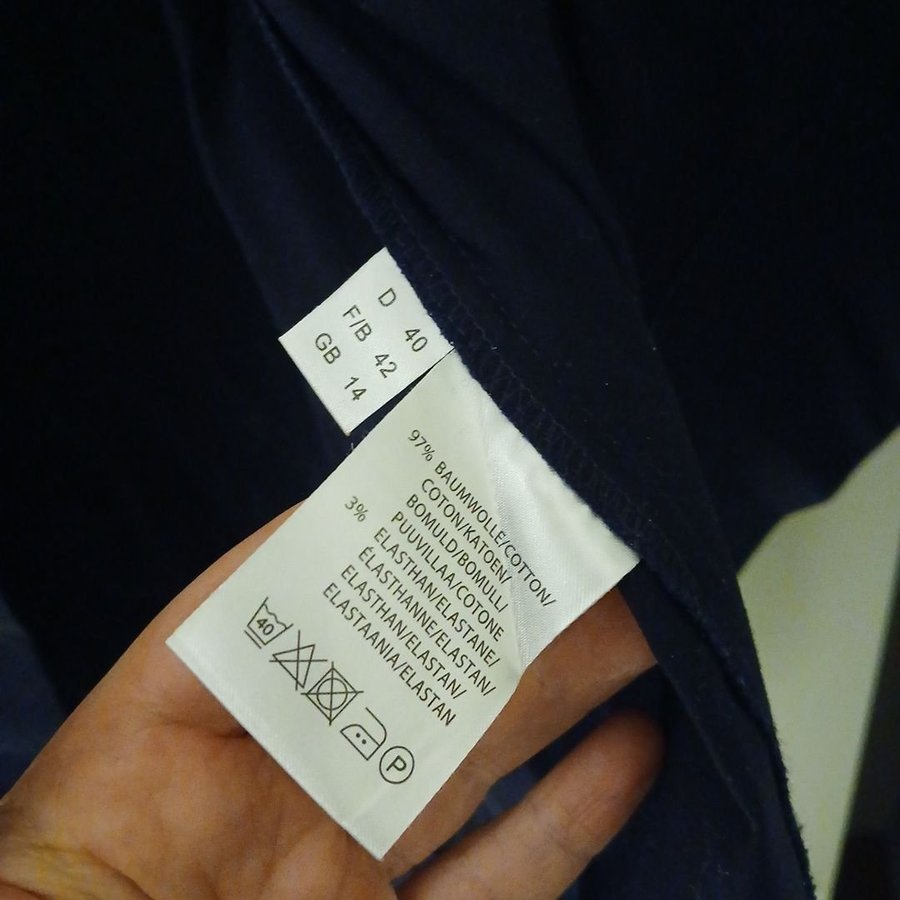 D 40
F/B 42
GB 14
97% BAUMWOLLE/COTTON/
COTON/KATOEN/
BOMULD/BOMULL/
PUUVILLAA/COTONE
3% ELASTHAN/ELASTANE/
ÉLASTHANNE/ELASTAN/
ELASTHAN/ELASTAN/
ELASTAANIA/ELASTAN
40 P